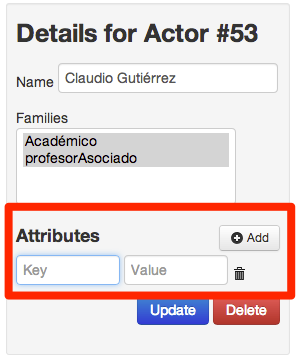 Details for Actor #53
Name Claudio Gutiérrez
Families
Académico
profesorAsociado
Attributes Add
Key Value
Update Delete